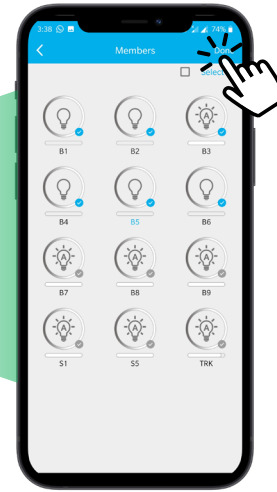 3:38 74%
Members Done
Select
B1 B2 B3
B4 B5 B6
B7 B8 B9
S1 S5 TRK